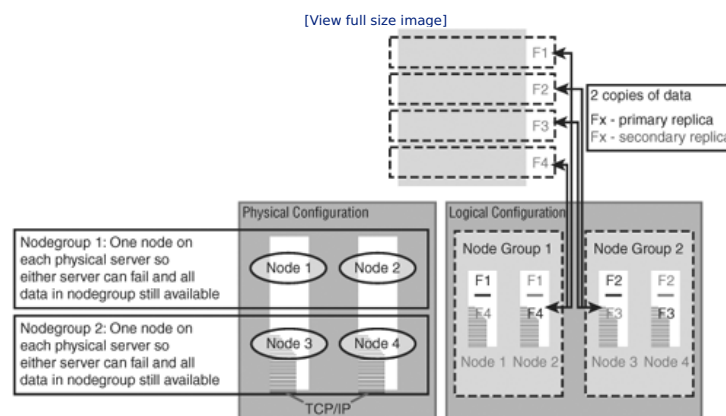 [View full size image]
F1
F2
F3
F4
2 copies of data
Fx - primary replica
Fx - secondary replica
Physical Configuration
Logical Configuration
Nodegroup 1: One node on
each physical server so
either server can fail and all
data in nodegroup still available
Node 1
Node 2
Nodegroup 2: One node on
each physical server so
either server can fail and all
data in nodegroup still available
Node 3
Node 4
TCP/IP
Node Group 1
F1
F1
F4
F4
Node 1
Node 2
Node Group 2
F2
F2
F3
F3
Node 3
Node 4